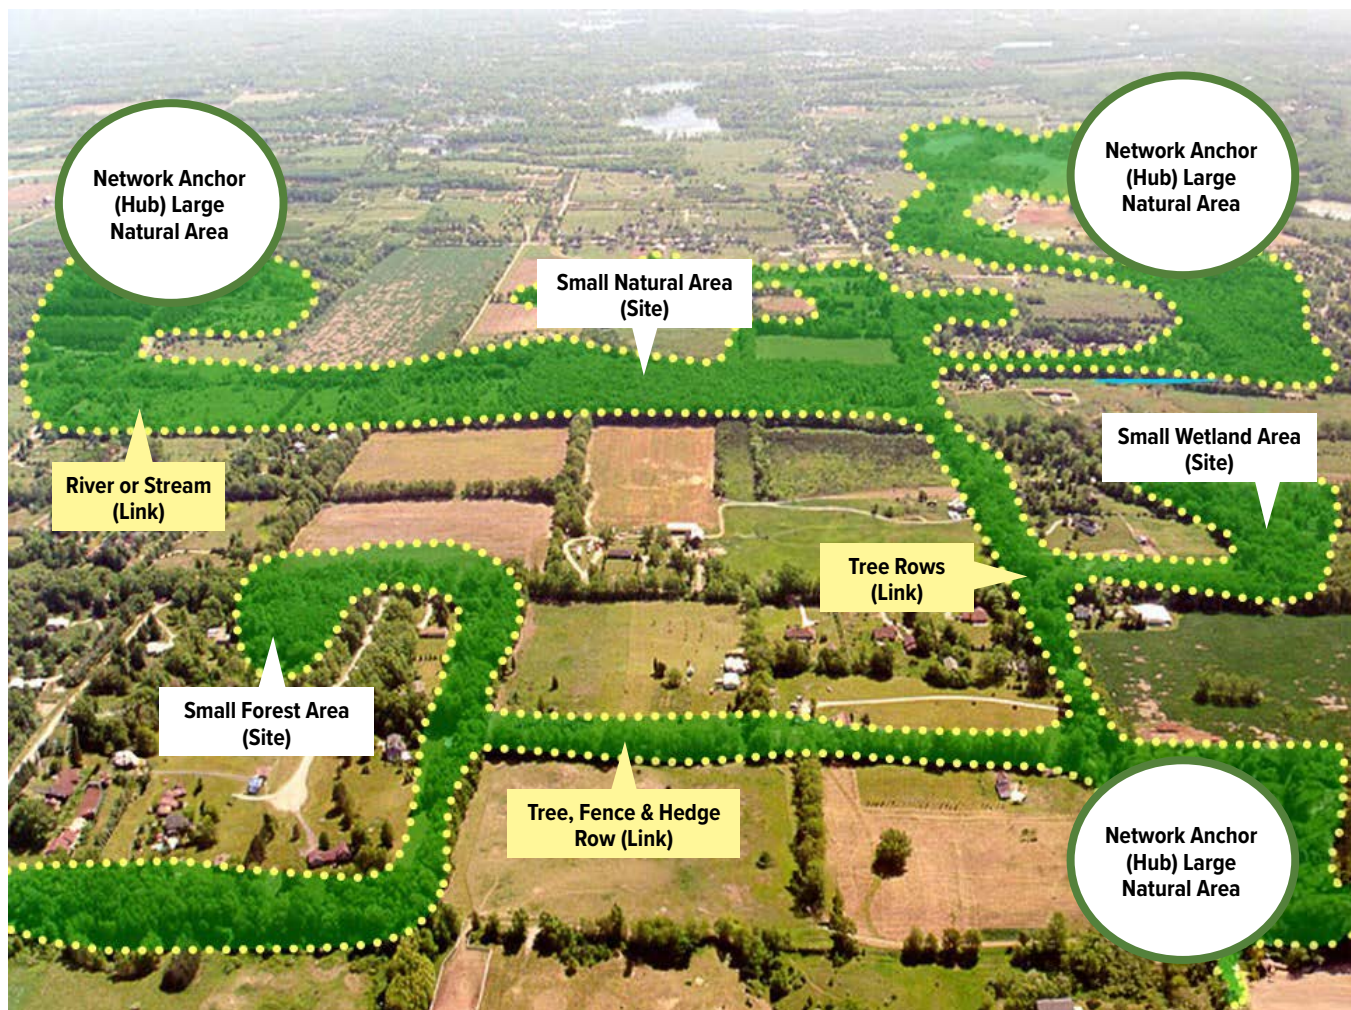 Network Anchor
(Hub) Large
Natural Area
Network Anchor
(Hub) Large
Natural Area
Small Natural Area
(Site)
Small Wetland Area
(Site)
River or Stream
(Link)
Tree Rows
(Link)
Small Forest Area
(Site)
Tree, Fence & Hedge
Row (Link)
Network Anchor
(Hub) Large
Natural Area